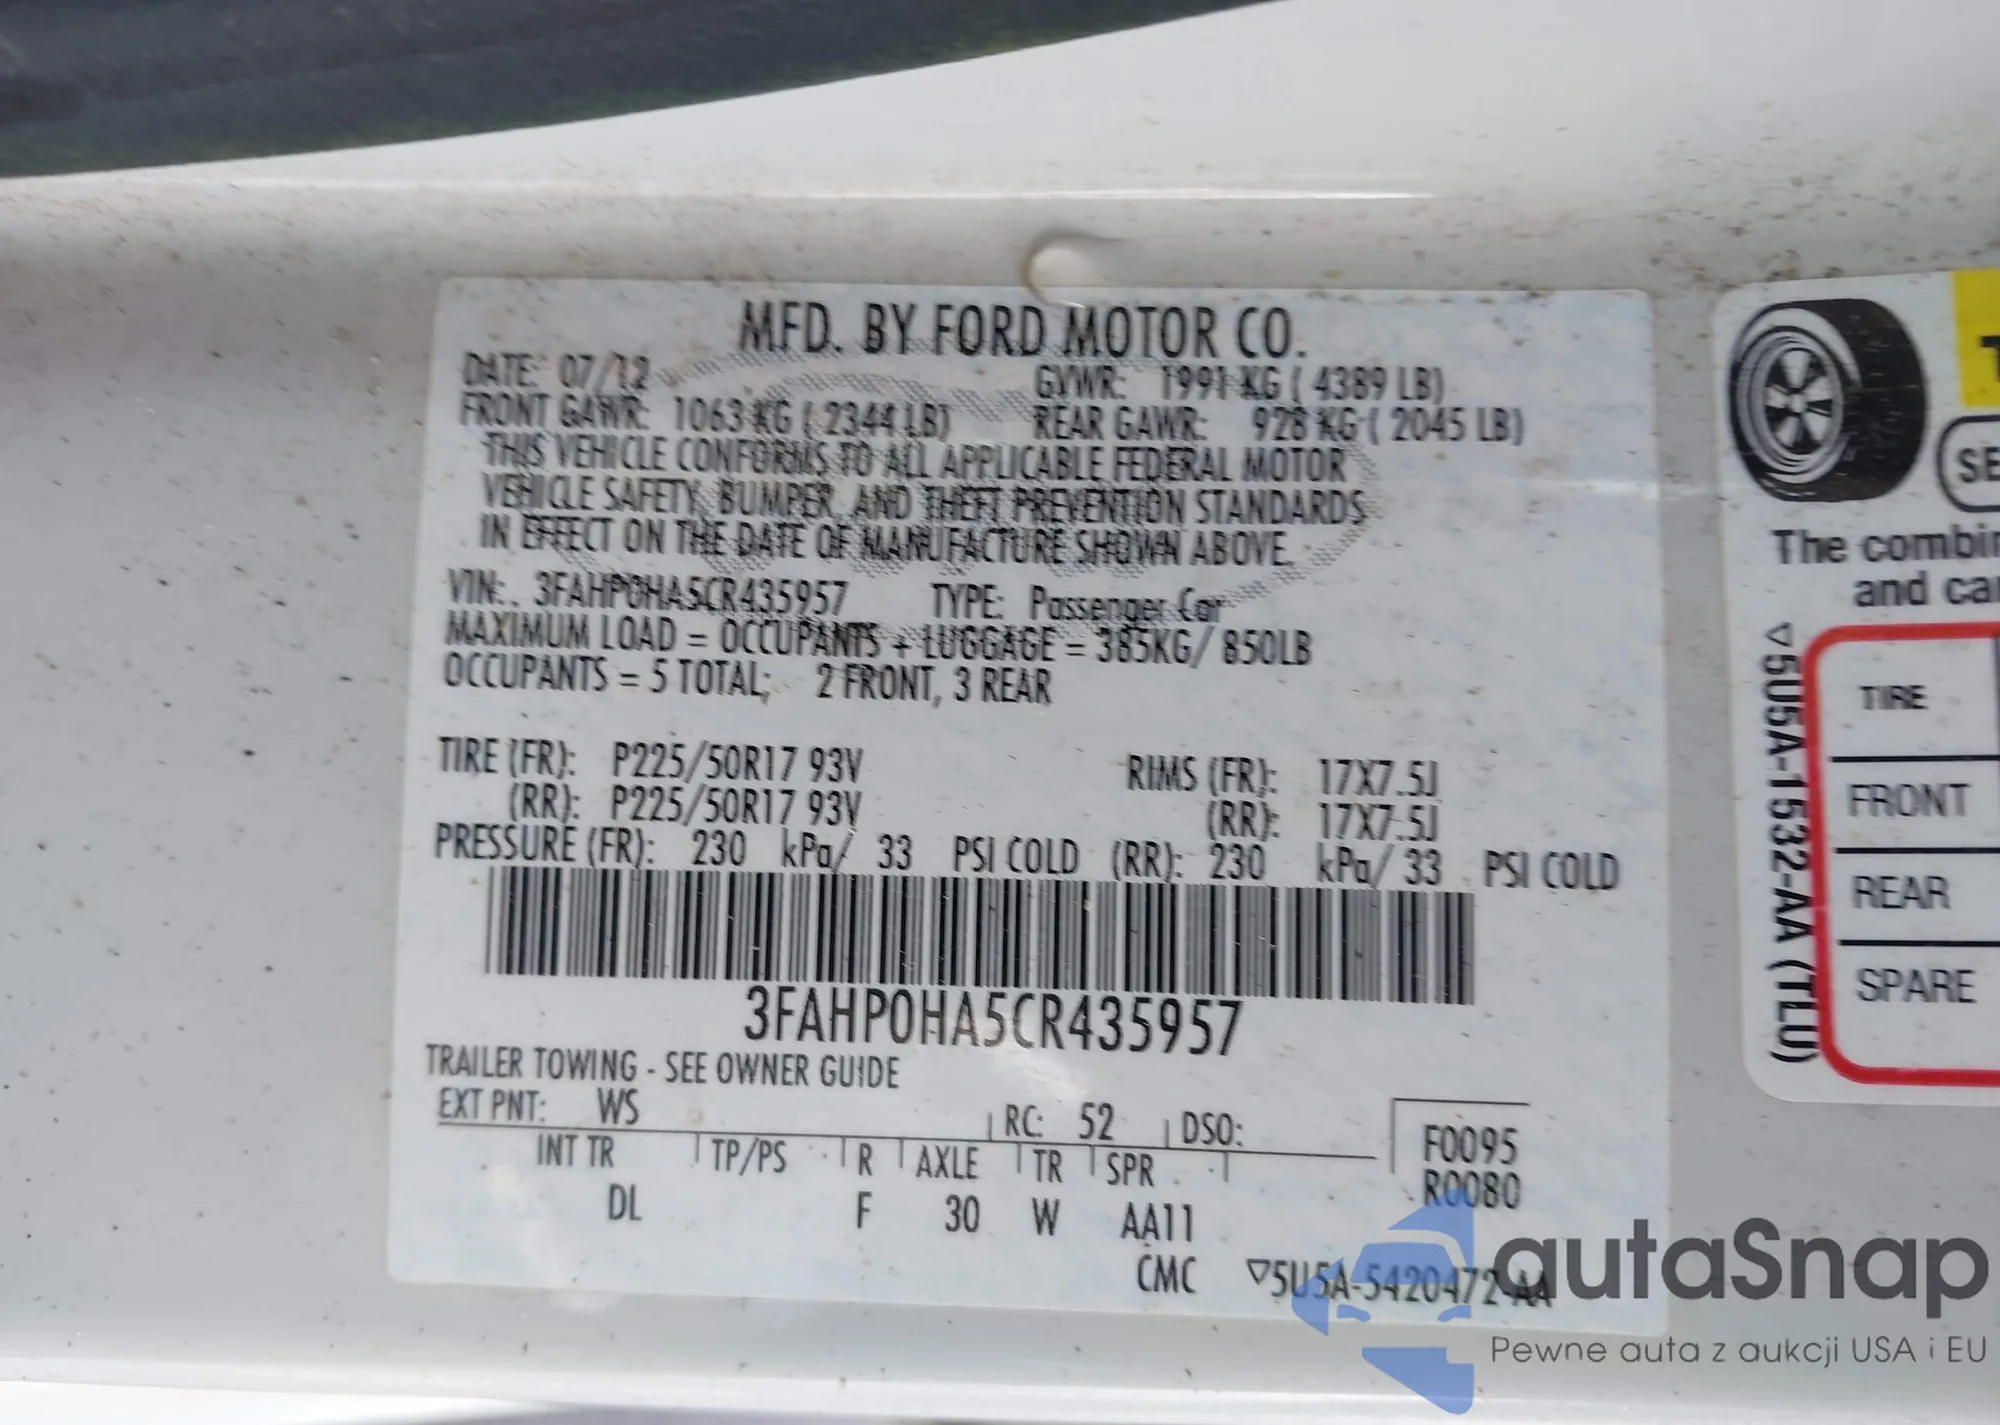 MFD. BY FORD MOTOR CO.
DATE: 07/12 GVWR: 1991 KG ( 4389 LB)
FRONT GAWR: 1063 KG ( 2344 LB) REAR GAWR: 928 KG ( 2045 LB)
THIS VEHICLE CONFORMS TO ALL APPLICABLE FEDERAL MOTOR
VEHICLE SAFETY, BUMPER, AND THEFT PREVENTION STANDARDS
IN EFFECT ON THE DATE OF MANUFACTURE SHOWN ABOVE.
VIN: 3FAHP0HA5CR435957 TYPE: Passenger Car
MAXIMUM LOAD = OCCUPANTS + LUGGAGE = 385KG/ 850LB
OCCUPANTS = 5 TOTAL; 2 FRONT, 3 REAR
TIRE (FR): P225/50R17 93V RIMS (FR): 17X7.5J
(RR): P225/50R17 93V (RR): 17X7.5J
PRESSURE (FR): 230 kPa/ 33 PSI COLD (RR): 230 kPa/ 33 PSI COLD
3FAHP0HA5CR435957
TRAILER TOWING - SEE OWNER GUIDE
EXT PNT: WS RC: 52 DSO:
INT TR TP/PS R AXLE TR SPR
DL F 30 W AA11
F0095
R0080
CMC ▽5U5A-5420472-AA
SE
The combin
and car
▽5U5A-1532-AA (TLU)
TIRE
FRONT
REAR
SPARE
autaSnap
Pewne auta z aukcji USA i EU